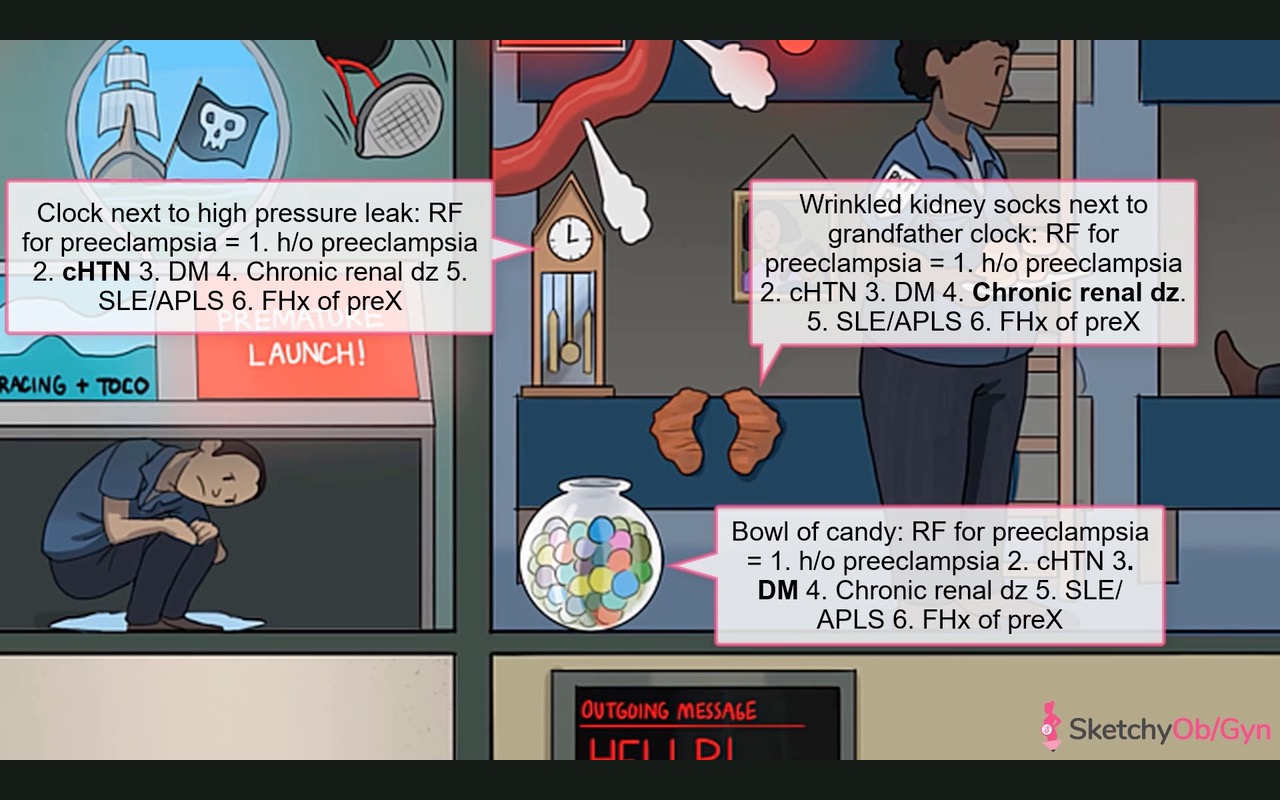 Clock next to high pressure leak: RF
for preeclampsia = 1. h/o preeclampsia
2. cHTN 3. DM 4. Chronic renal dz 5.
SLE/APLS 6. FHx of preX
Wrinkled kidney socks next to
grandfather clock: RF for
preeclampsia = 1. h/o preeclampsia
2. cHTN 3. DM 4. Chronic renal dz.
5. SLE/APLS 6. FHx of preX
PREMATURE
LAUNCH!
RACING + TOCO
Bowl of candy: RF for preeclampsia
= 1. h/o preeclampsia 2. cHTN 3.
DM 4. Chronic renal dz 5. SLE/
APLS 6. FHx of preX
OUTGOING MESSAGE
HELLP!
SketchyOb/Gyn